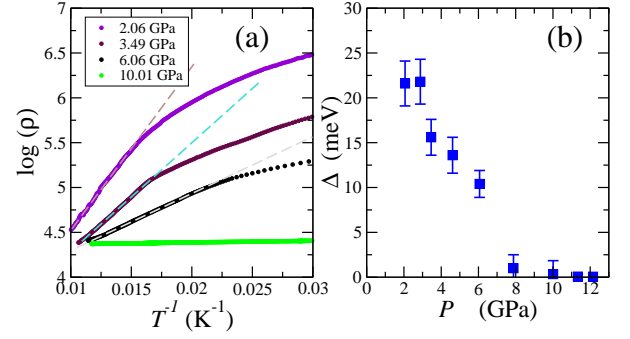 (a)
2.06 GPa
3.49 GPa
6.06 GPa
10.01 GPa
6.5
6
5.5
5
4.5
4
log (ρ)
0.01 0.015 0.02 0.025 0.03
T⁻¹ (K⁻¹)
(b)
30
25
20
15
10
5
0
Δ (meV)
0 2 4 6 8 10 12 14
P (GPa)